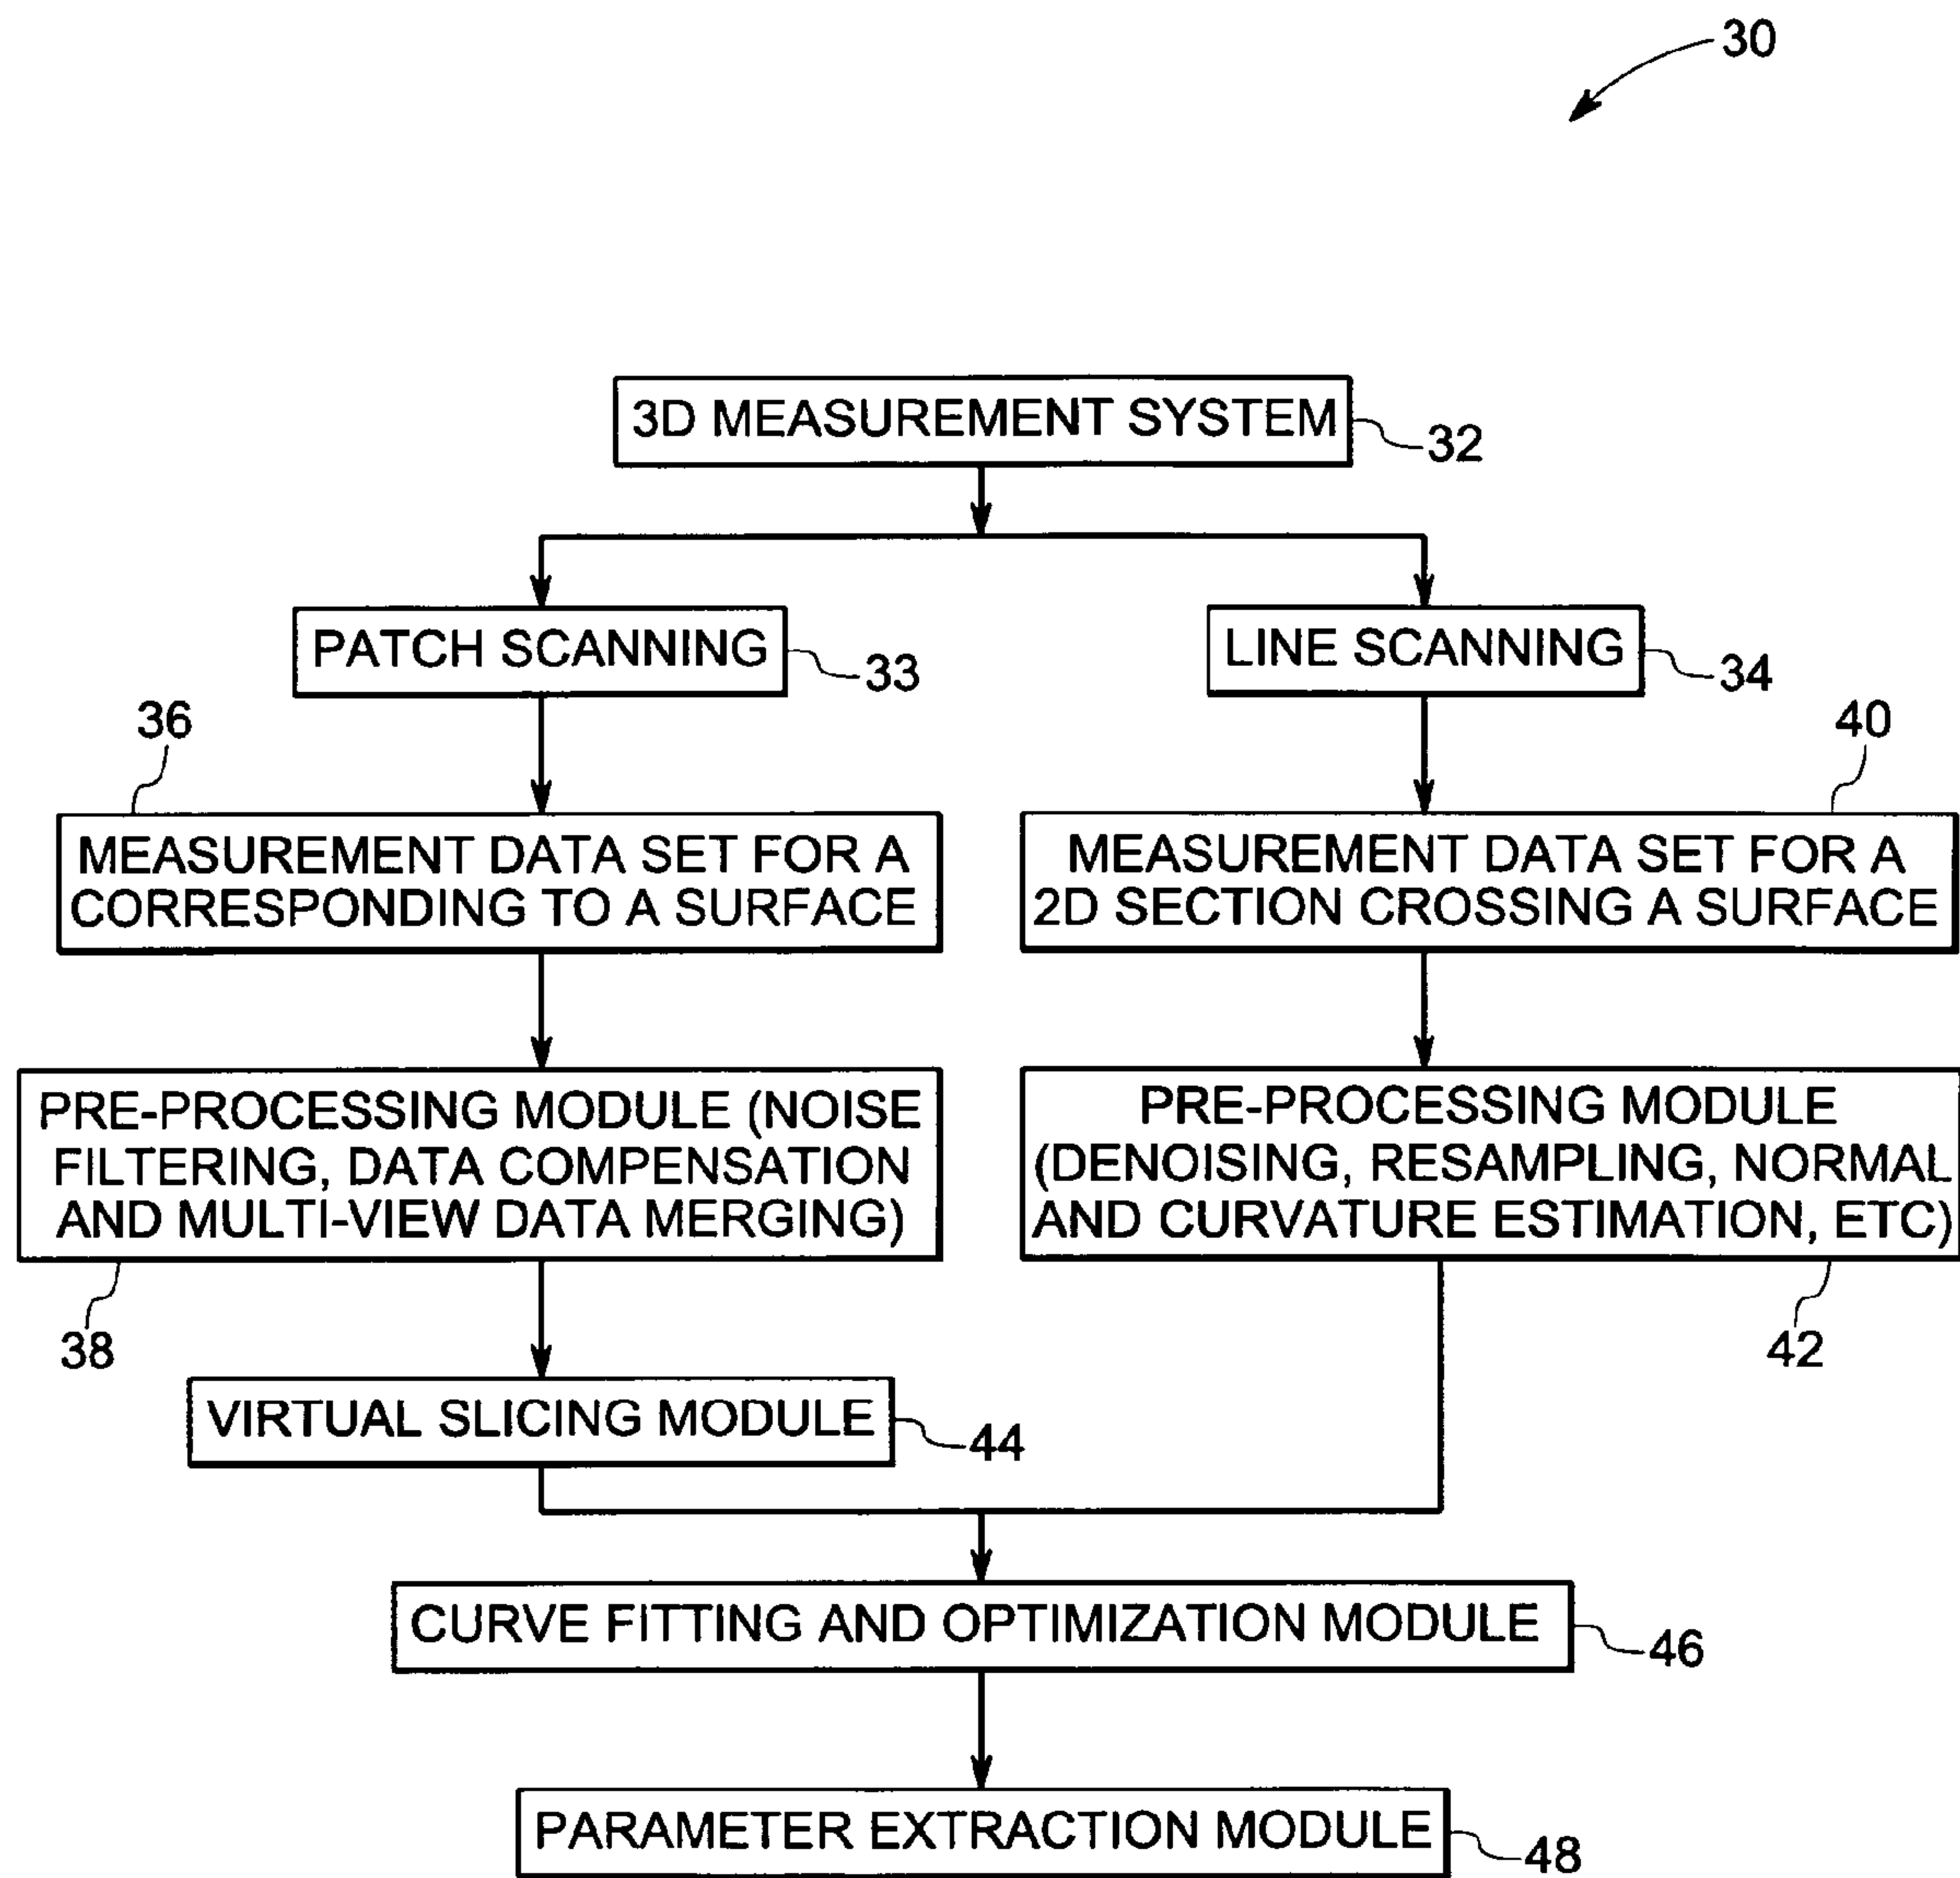 30
3D MEASUREMENT SYSTEM
32
PATCH SCANNING
33
LINE SCANNING
34
36
40
MEASUREMENT DATA SET FOR A
CORRESPONDING TO A SURFACE
MEASUREMENT DATA SET FOR A
2D SECTION CROSSING A SURFACE
PRE-PROCESSING MODULE (NOISE
FILTERING, DATA COMPENSATION
AND MULTI-VIEW DATA MERGING)
PRE-PROCESSING MODULE
(DENOISING, RESAMPLING, NORMAL
AND CURVATURE ESTIMATION, ETC)
38
42
VIRTUAL SLICING MODULE
44
CURVE FITTING AND OPTIMIZATION MODULE
46
PARAMETER EXTRACTION MODULE
48